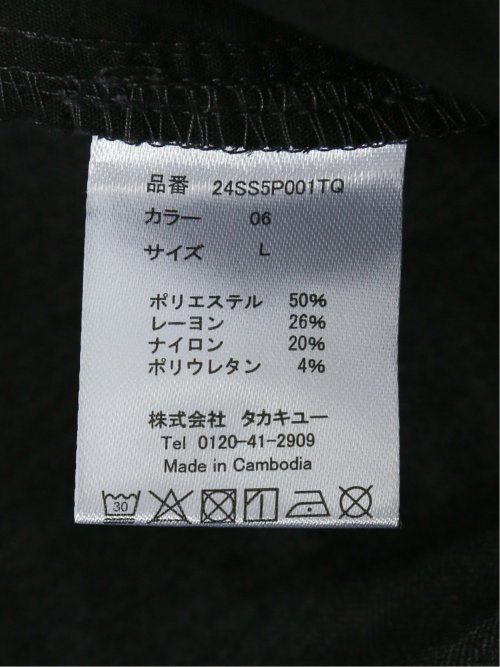 品番 24SS5P001TQ
カラー 06
サイズ L
ポリエステル 50%
レーヨン 26%
ナイロン 20%
ポリウレタン 4%
株式会社 タカキユー
Tel 0120-41-2909
Made in Cambodia
30